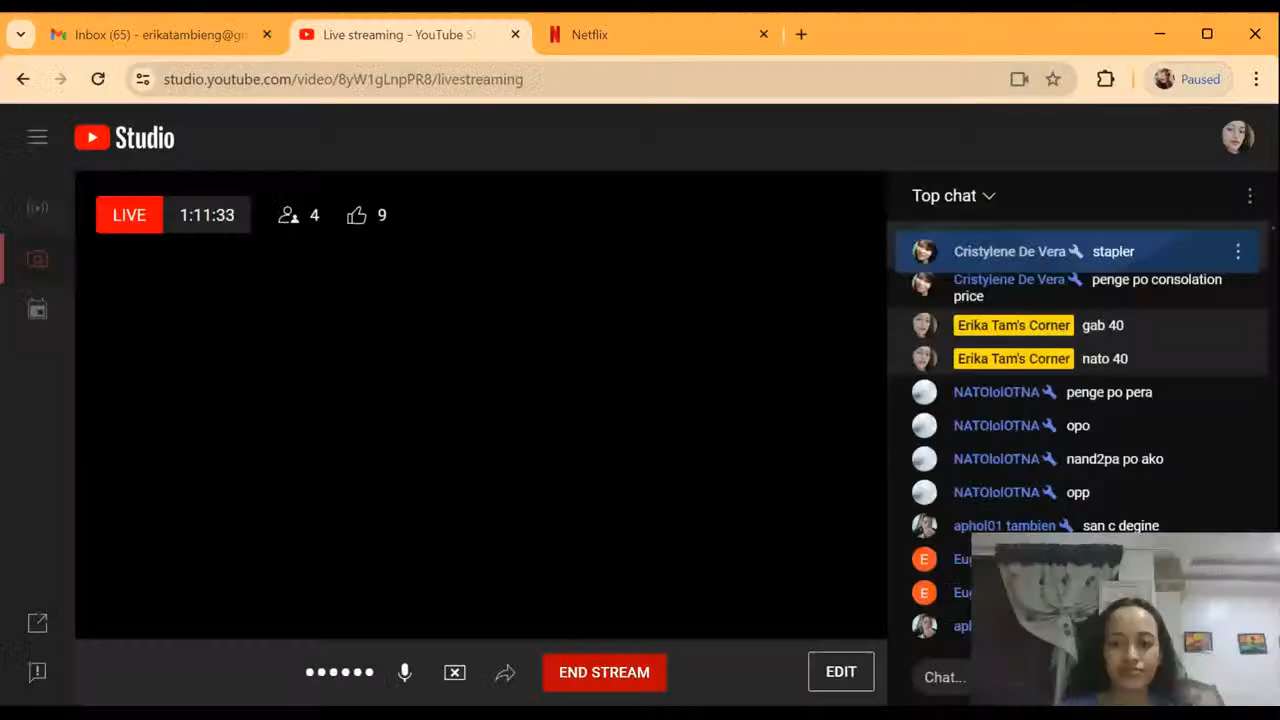 Inbox (65) - erikatambieng@gm
Live streaming - YouTube S
Netflix
studio.youtube.com/video/8yW1gLnpPR8/livestreaming
Paused
Studio
LIVE 1:11:33 4 9
Top chat
Cristylene De Vera stapler
Cristylene De Vera penge po consolation
price
Erika Tam's Corner gab 40
Erika Tam's Corner nato 40
NATOlolOTNA penge po pera
NATOlolOTNA opo
NATOlolOTNA nand2pa po ako
NATOlolOTNA opp
aphol01 tambien san c degine
E Eug
E Eug
aph
Chat...
END STREAM
EDIT